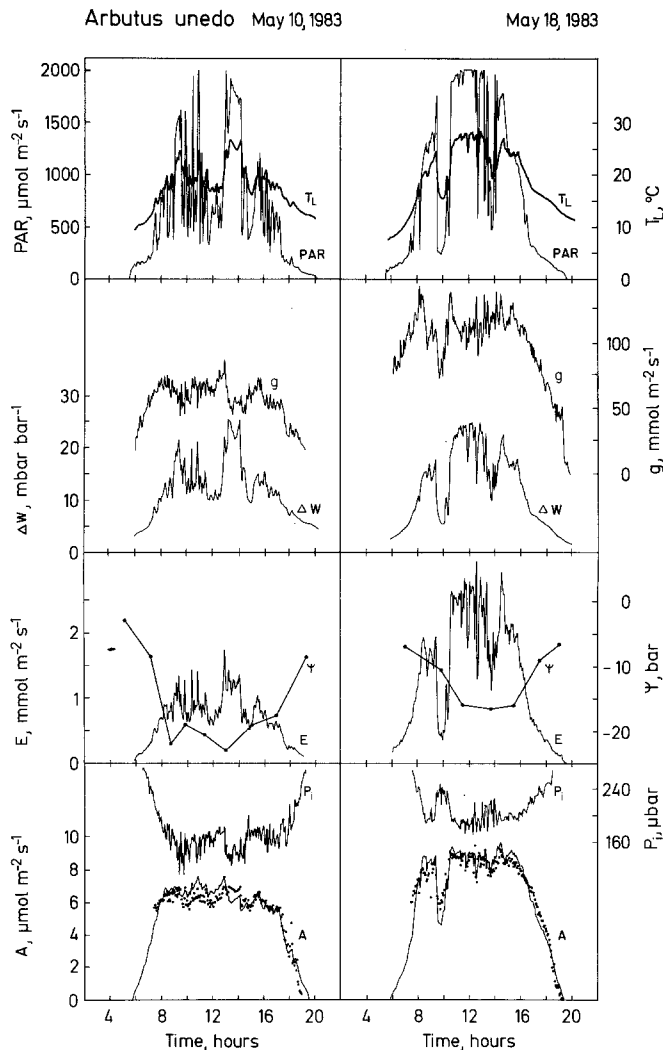 Arbutus unedo May 10, 1983 May 18, 1983
PAR, µmol m⁻² s⁻¹
2000
1500
1000
500
0
T_L
PAR
T_L
PAR
30
20
10
0
T_L, °C
ΔW, mbar bar⁻¹
30
20
10
0
g
ΔW
g
ΔW
100
50
0
g, mmol m⁻² s⁻¹
E, mmol m⁻² s⁻¹
2
1
0
Ψ
E
Ψ
E
0
-10
-20
Ψ, bar
A, µmol m⁻² s⁻¹
10
8
6
4
2
0
P_i
A
P_i
A
240
160
P_i, µbar
4 8 12 16 20 4 8 12 16 20
Time, hours Time, hours